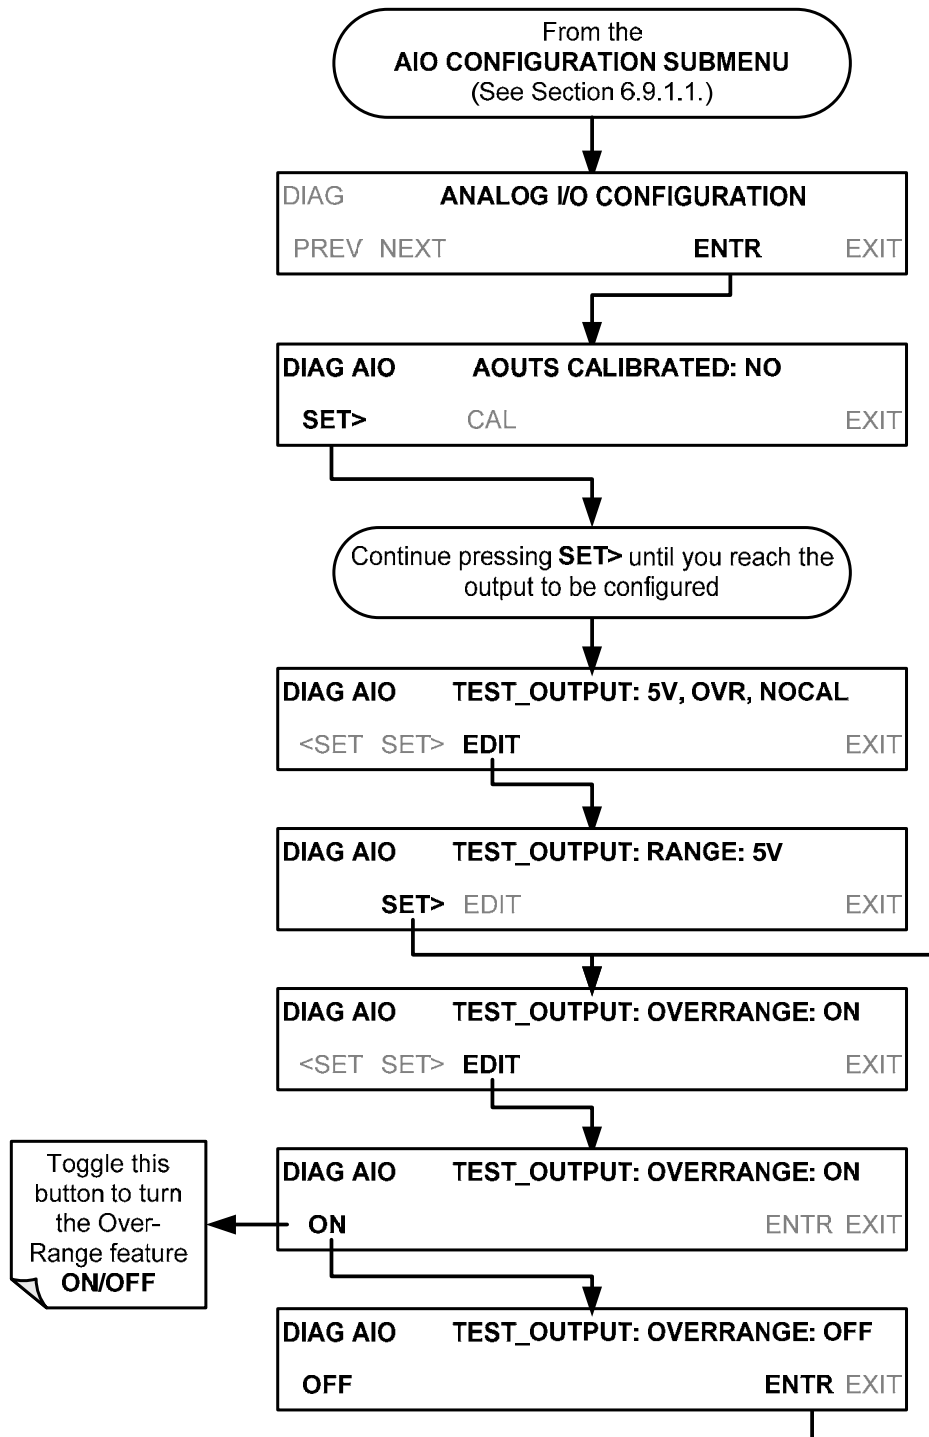 From the
AIO CONFIGURATION SUBMENU
(See Section 6.9.1.1.)
DIAG ANALOG I/O CONFIGURATION
PREV NEXT ENTR EXIT
DIAG AIO AOUTS CALIBRATED: NO
SET> CAL EXIT
Continue pressing SET> until you reach the
output to be configured
DIAG AIO TEST_OUTPUT: 5V, OVR, NOCAL
<SET SET> EDIT EXIT
DIAG AIO TEST_OUTPUT: RANGE: 5V
SET> EDIT EXIT
DIAG AIO TEST_OUTPUT: OVERRANGE: ON
<SET SET> EDIT EXIT
Toggle this
button to turn
the Over-
Range feature
ON/OFF
DIAG AIO TEST_OUTPUT: OVERRANGE: ON
ON ENTR EXIT
DIAG AIO TEST_OUTPUT: OVERRANGE: OFF
OFF ENTR EXIT